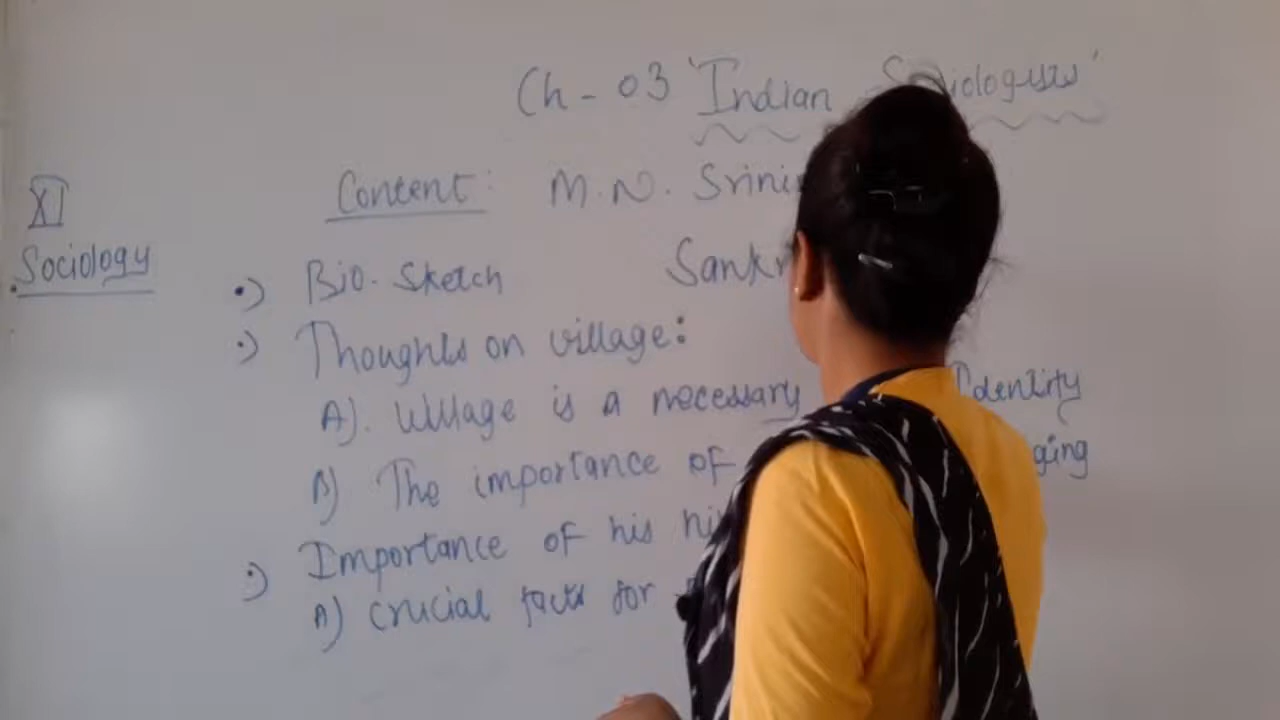 Ch - 03 'Indian Sociologists'
XI
Sociology
Content: M.N. Srini
•) Bio. Sketch Sankr
•) Thoughts on village:
A). Village is a necessary Identity
B) The importance of ging
•) Importance of his
A) Crucial facts for